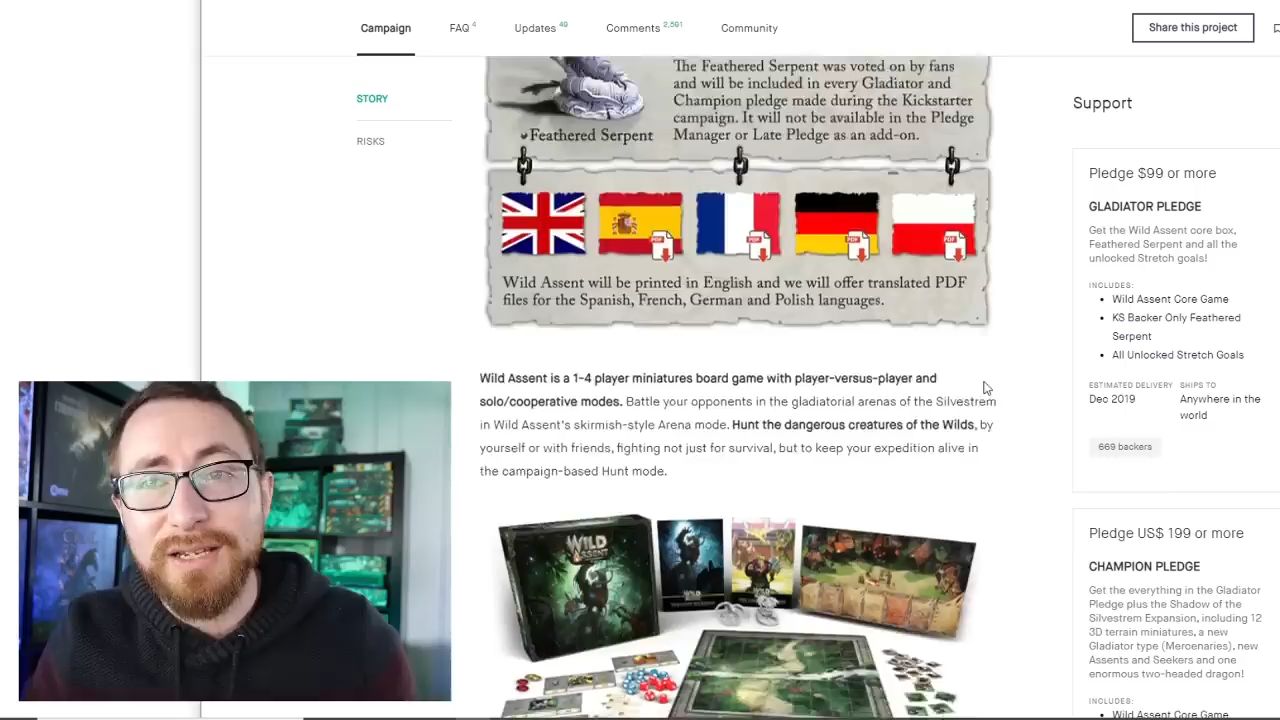 Campaign
FAQ 4
Updates 49
Comments 2,591
Community
Share this project
STORY
RISKS
The Feathered Serpent was voted on by fans
and will be included in every Gladiator and
Champion pledge made during the Kickstarter
campaign. It will not be available in the Pledge
Manager or Late Pledge as an add-on.
Feathered Serpent
PDF
PDF
PDF
PDF
Wild Assent will be printed in English and we will offer translated PDF
files for the Spanish, French, German and Polish languages.
Wild Assent is a 1-4 player miniatures board game with player-versus-player and
solo/cooperative modes. Battle your opponents in the gladiatorial arenas of the Silvestrem
in Wild Assent's skirmish-style Arena mode. Hunt the dangerous creatures of the Wilds, by
yourself or with friends, fighting not just for survival, but to keep your expedition alive in
the campaign-based Hunt mode.
WILD
ASSENT
WILD
WILD
Support
Pledge $99 or more
GLADIATOR PLEDGE
Get the Wild Assent core box,
Feathered Serpent and all the
unlocked Stretch goals!
INCLUDES:
• Wild Assent Core Game
• KS Backer Only Feathered
Serpent
• All Unlocked Stretch Goals
ESTIMATED DELIVERY SHIPS TO
Dec 2019 Anywhere in the
world
669 backers
Pledge US$ 199 or more
CHAMPION PLEDGE
Get the everything in the Gladiator
Pledge plus the Shadow of the
Silvestrem Expansion, including 12
3D terrain miniatures, a new
Gladiator type (Mercenaries), new
Assents and Seekers and one
enormous two-headed dragon!
INCLUDES:
• Wild Assent Core Game